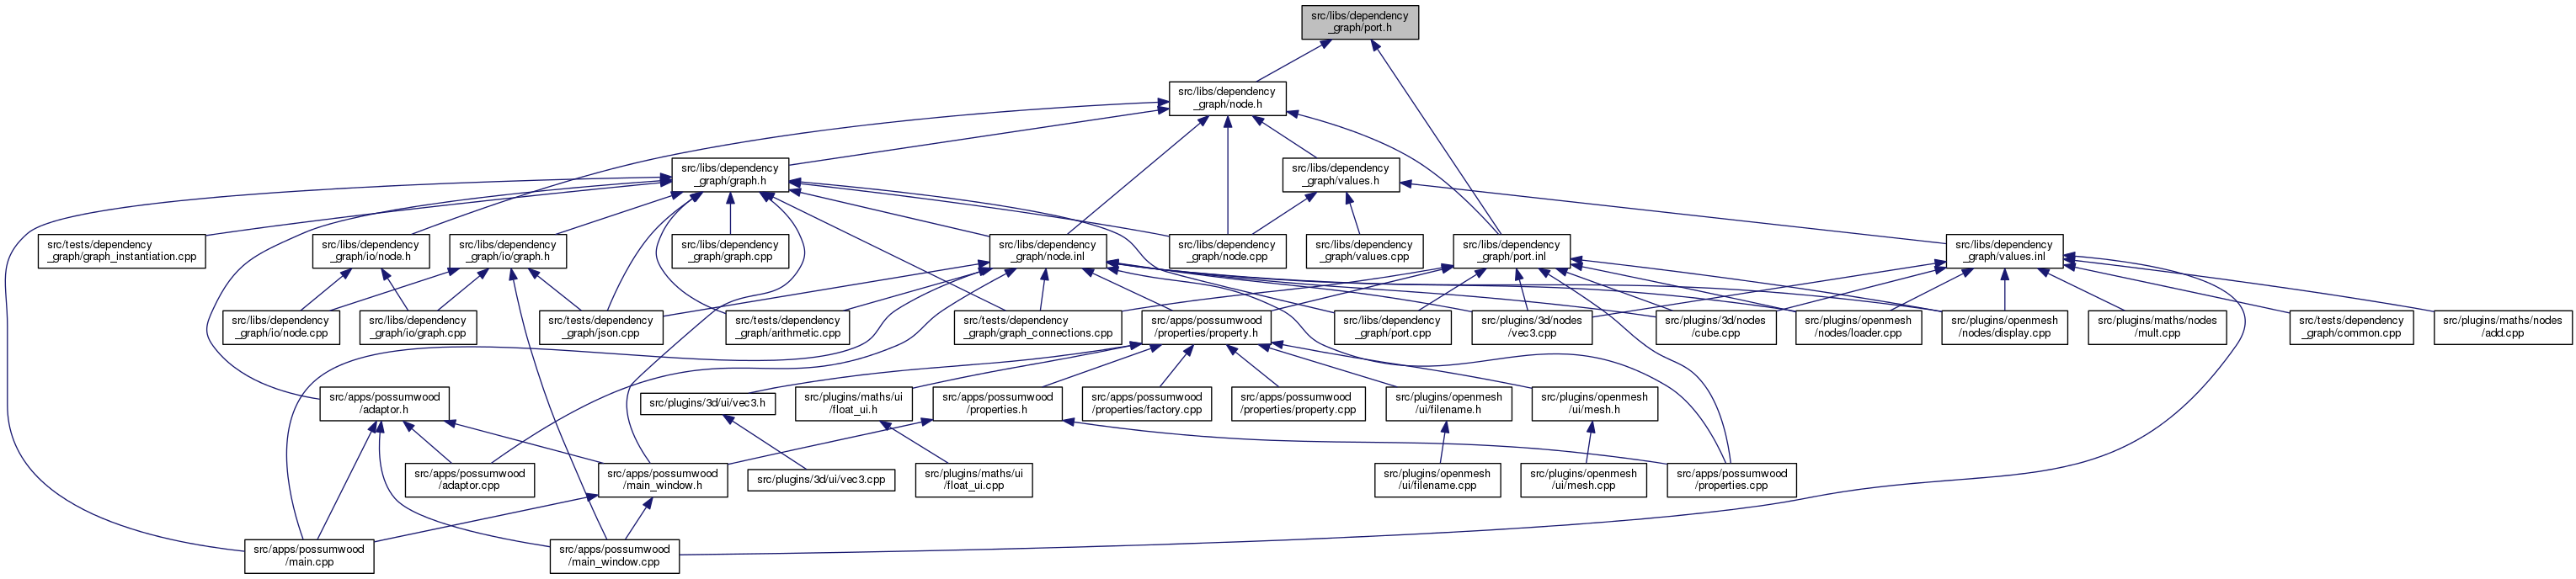 src/libs/dependency
_graph/port.h
src/libs/dependency
_graph/node.h
src/libs/dependency
_graph/graph.h
src/libs/dependency
_graph/values.h
src/tests/dependency
_graph/graph_instantiation.cpp
src/libs/dependency
_graph/io/node.h
src/libs/dependency
_graph/io/graph.h
src/libs/dependency
_graph/graph.cpp
src/libs/dependency
_graph/node.inl
src/libs/dependency
_graph/node.cpp
src/libs/dependency
_graph/values.cpp
src/libs/dependency
_graph/port.inl
src/libs/dependency
_graph/values.inl
src/libs/dependency
_graph/io/node.cpp
src/libs/dependency
_graph/io/graph.cpp
src/tests/dependency
_graph/json.cpp
src/tests/dependency
_graph/arithmetic.cpp
src/tests/dependency
_graph/graph_connections.cpp
src/apps/possumwood
/properties/property.h
src/libs/dependency
_graph/port.cpp
src/plugins/3d/nodes
/vec3.cpp
src/plugins/3d/nodes
/cube.cpp
src/plugins/openmesh
/nodes/loader.cpp
src/plugins/openmesh
/nodes/display.cpp
src/plugins/maths/nodes
/mult.cpp
src/tests/dependency
_graph/common.cpp
src/plugins/maths/nodes
/add.cpp
src/apps/possumwood
/adaptor.h
src/plugins/3d/ui/vec3.h
src/plugins/maths/ui
/float_ui.h
src/apps/possumwood
/properties.h
src/apps/possumwood
/properties/factory.cpp
src/apps/possumwood
/properties/property.cpp
src/plugins/openmesh
/ui/filename.h
src/plugins/openmesh
/ui/mesh.h
src/apps/possumwood
/adaptor.cpp
src/apps/possumwood
/main_window.h
src/plugins/3d/ui/vec3.cpp
src/plugins/maths/ui
/float_ui.cpp
src/plugins/openmesh
/ui/filename.cpp
src/plugins/openmesh
/ui/mesh.cpp
src/apps/possumwood
/properties.cpp
src/apps/possumwood
/main.cpp
src/apps/possumwood
/main_window.cpp